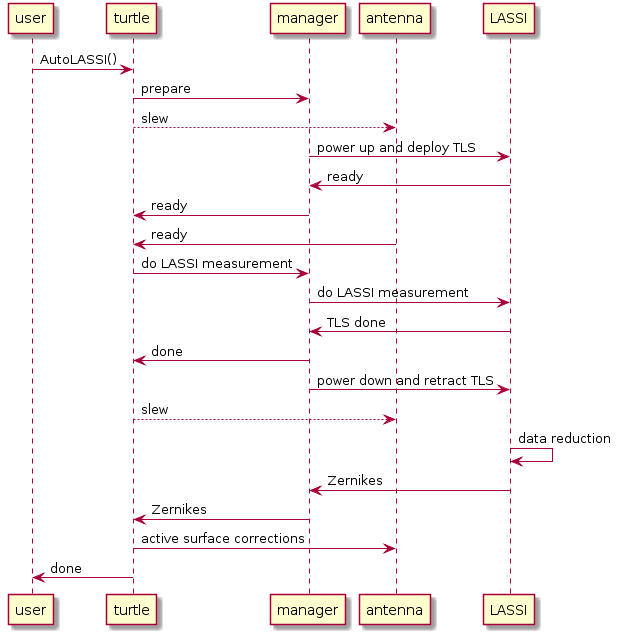 user turtle manager antenna LASSI
AutoLASSI()
prepare
slew
power up and deploy TLS
ready
ready
ready
do LASSI measurement
do LASSI measurement
TLS done
done
power down and retract TLS
slew
data reduction
Zernikes
Zernikes
active surface corrections
done
user turtle manager antenna LASSI